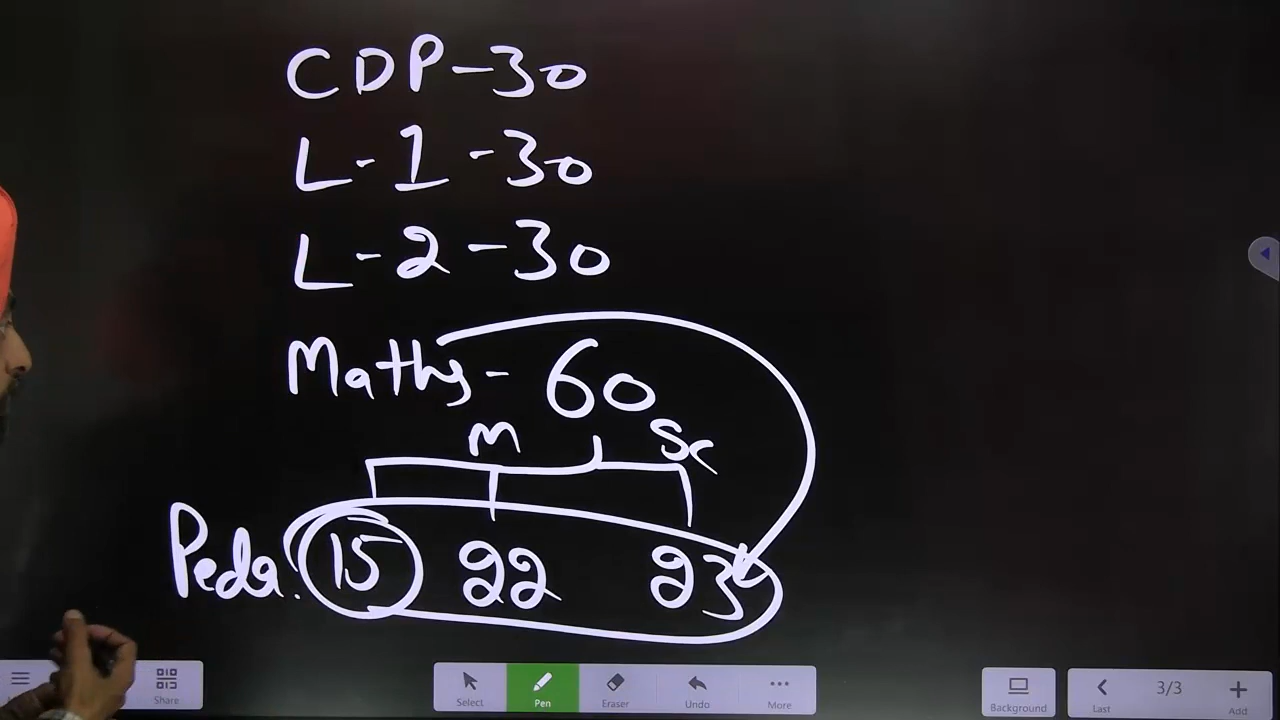 CDP-30
L-1-30
L-2-30
Maths-60
M Sc
Peda. 15 22 23
Share
Select
Pen
Eraser
Undo
More
Background
Last
3/3
Add